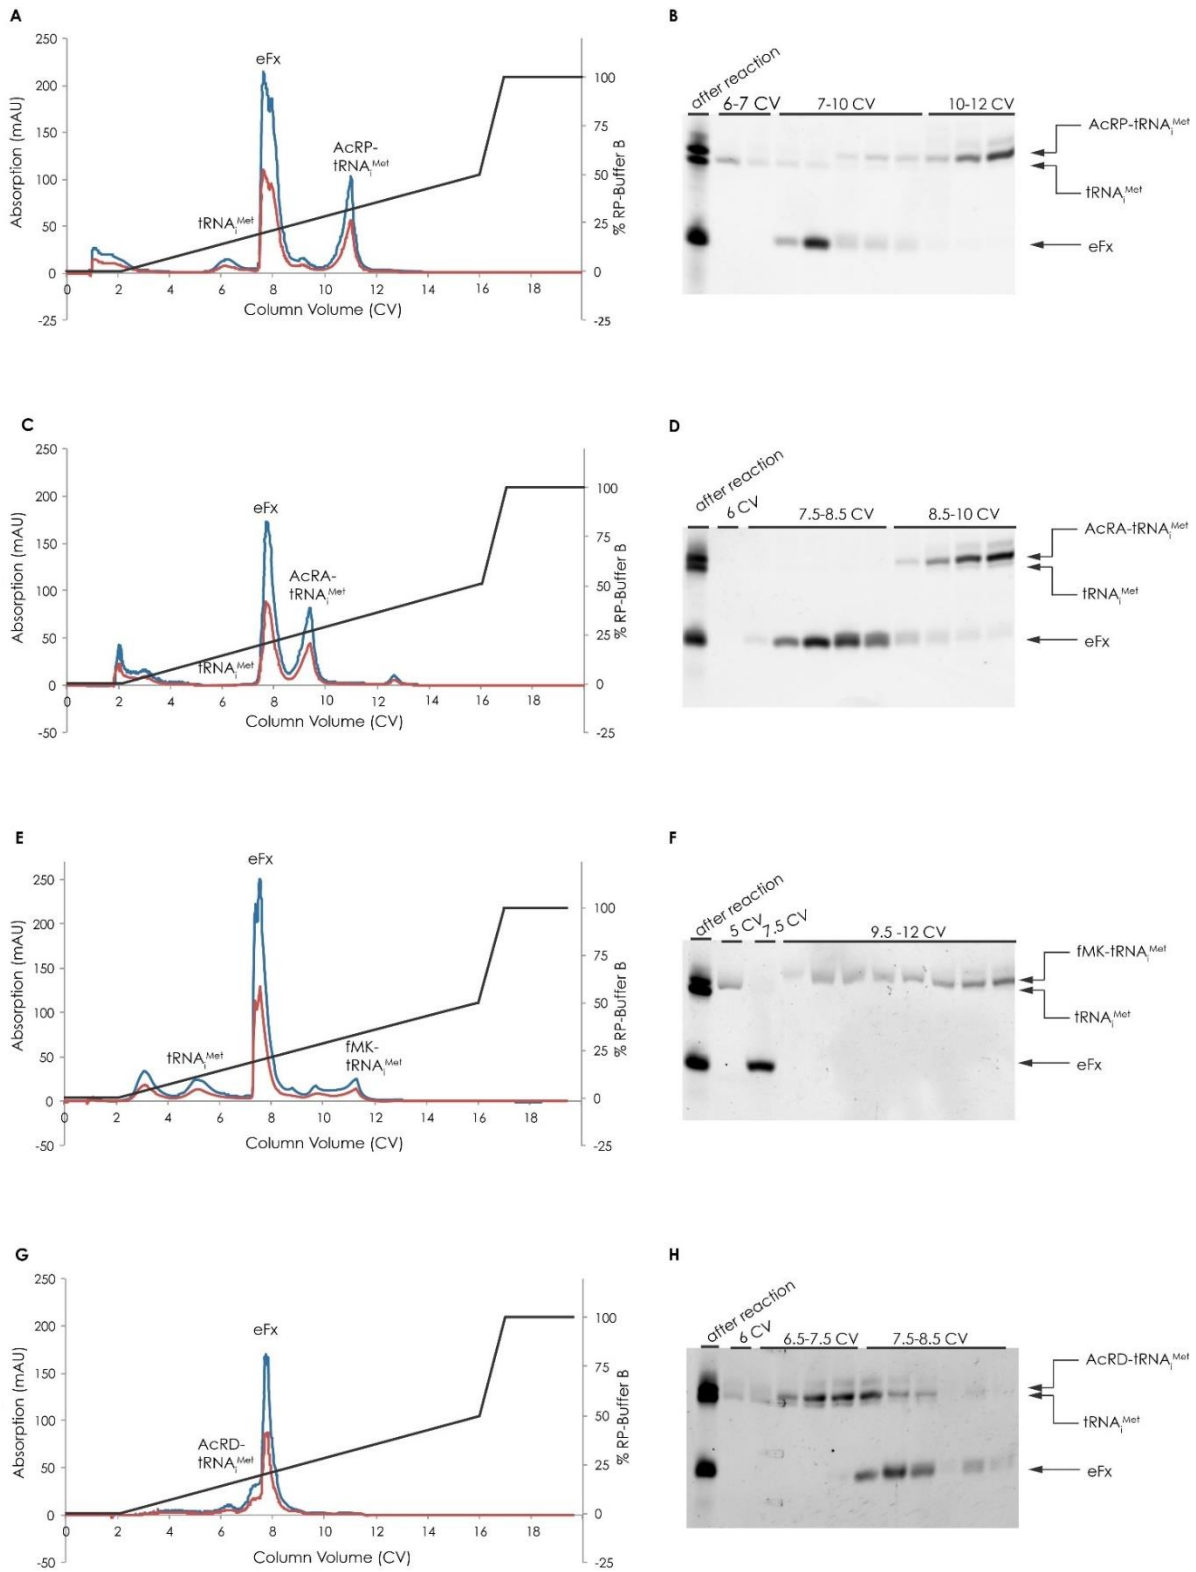 A
250
200
150
100
50
0
-25
Absorption (mAU)
eFx
AcRP-
tRNAᵢᴹᵉᵗ
tRNAᵢᴹᵉᵗ
100
75
50
25
0
-25
% RP-Buffer B
0 2 4 6 8 10 12 14 16 18
Column Volume (CV)
B
after reaction
6-7 CV
7-10 CV
10-12 CV
AcRP-tRNAᵢᴹᵉᵗ
tRNAᵢᴹᵉᵗ
eFx
C
250
200
150
100
50
0
-50
Absorption (mAU)
eFx
AcRA-
tRNAᵢᴹᵉᵗ
tRNAᵢᴹᵉᵗ
100
75
50
25
0
-25
% RP-Buffer B
0 2 4 6 8 10 12 14 16 18
Column Volume (CV)
D
after reaction
6 CV
7.5-8.5 CV
8.5-10 CV
AcRA-tRNAᵢᴹᵉᵗ
tRNAᵢᴹᵉᵗ
eFx
E
250
200
150
100
50
0
-50
Absorption (mAU)
eFx
tRNAᵢᴹᵉᵗ
fMK-
tRNAᵢᴹᵉᵗ
100
75
50
25
0
-25
% RP-Buffer B
0 2 4 6 8 10 12 14 16 18
Column Volume (CV)
F
after reaction
5 CV
7.5 CV
9.5 -12 CV
fMK-tRNAᵢᴹᵉᵗ
tRNAᵢᴹᵉᵗ
eFx
G
250
200
150
100
50
0
-50
Absorption (mAU)
eFx
AcRD-
tRNAᵢᴹᵉᵗ
100
75
50
25
0
-25
% RP-Buffer B
0 2 4 6 8 10 12 14 16 18
Column Volume (CV)
H
after reaction
6 CV
6.5-7.5 CV
7.5-8.5 CV
AcRD-tRNAᵢᴹᵉᵗ
tRNAᵢᴹᵉᵗ
eFx